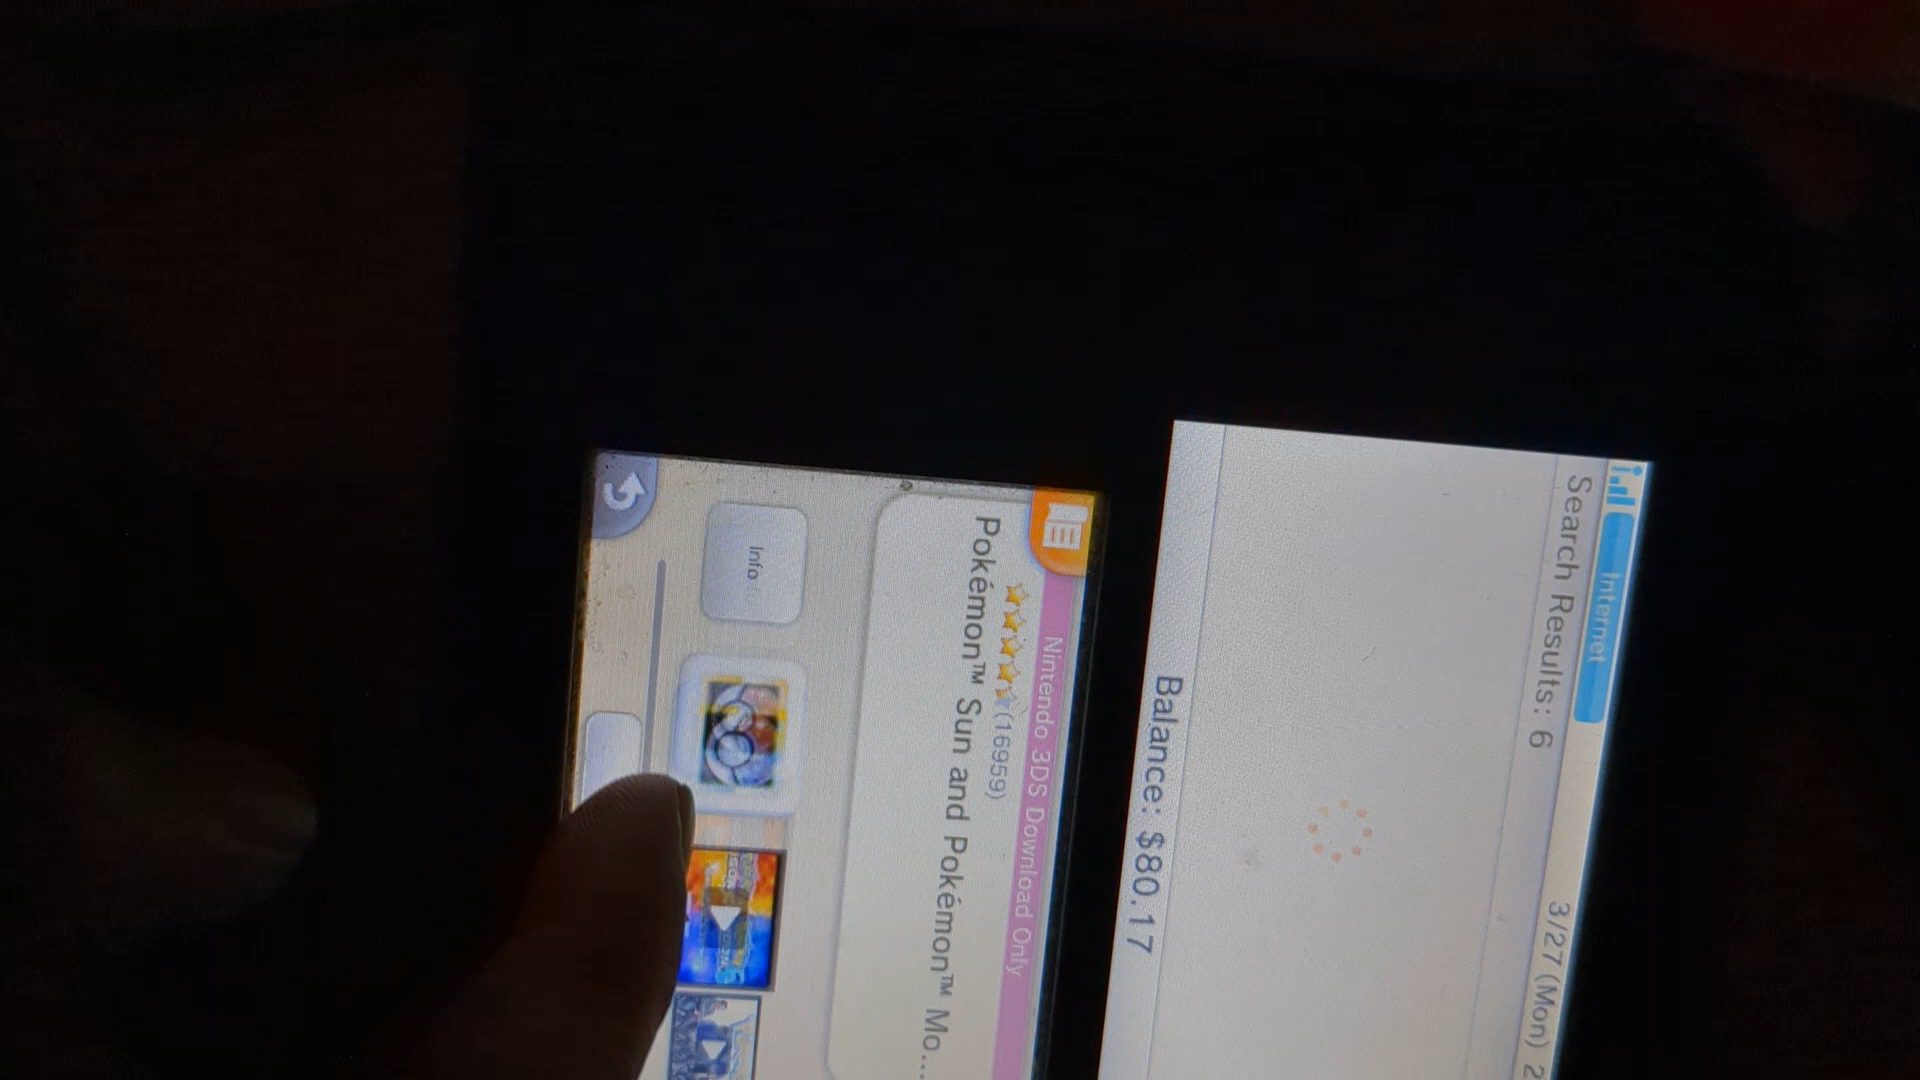 Internet
Search Results: 6
3/27 (Mon) 2
Balance: $80.17
Nintendo 3DS Download Only
(16959)
Pokémon™ Sun and Pokémon™ Mo...
Info